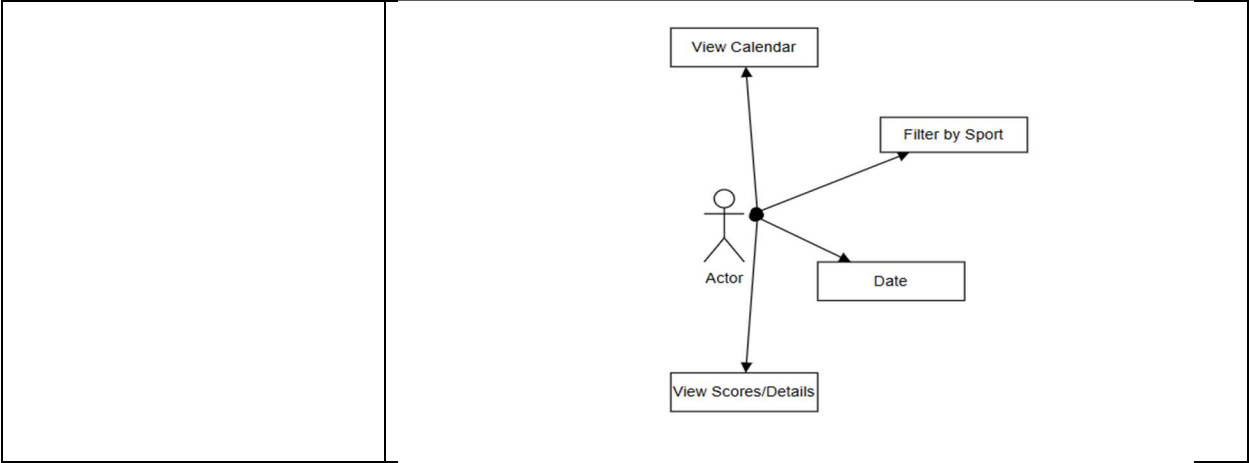 View Calendar
Filter by Sport
Actor
Date
View Scores/Details